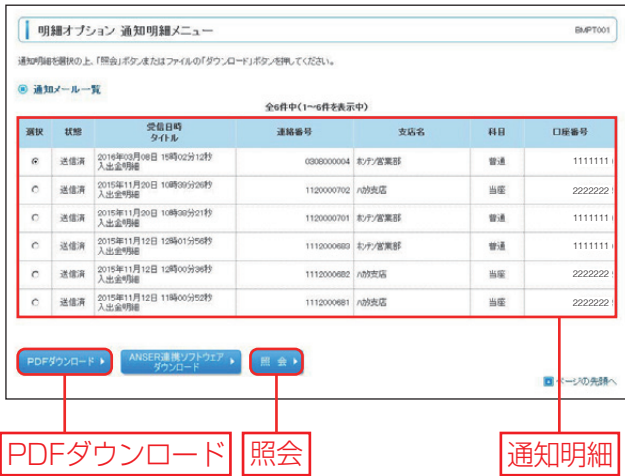 明細オプション 通知明細メニュー
BMPT001
通知明細を選択の上、「照会」ボタンまたはファイルの「ダウンロード」ボタンを押してください。
通知メール一覧
全6件中(1〜6件を表示中)
選択 状態 受信日時 連絡番号 支店名 科目 口座番号
タイトル
送信済 2016年03月08日 15時02分12秒 0308000004 ﾎﾝﾃﾝ営業部 普通 1111111
入出金明細
送信済 2015年11月20日 10時39分26秒 1120000702 ﾊﾂ支店 当座 2222222
入出金明細
送信済 2015年11月20日 10時38分21秒 1120000701 ﾎﾝﾃﾝ営業部 普通 1111111
入出金明細
送信済 2015年11月12日 12時01分56秒 1112000683 ﾎﾝﾃﾝ営業部 普通 1111111
入出金明細
送信済 2015年11月12日 12時00分36秒 1112000682 ﾊﾂ支店 当座 2222222
入出金明細
送信済 2015年11月12日 11時00分52秒 1112000681 ﾊﾂ支店 当座 2222222
入出金明細
PDFダウンロード
ANSER連携ソフトウェア
ダウンロード
照 会
ページの先頭へ
PDFダウンロード
照会
通知明細